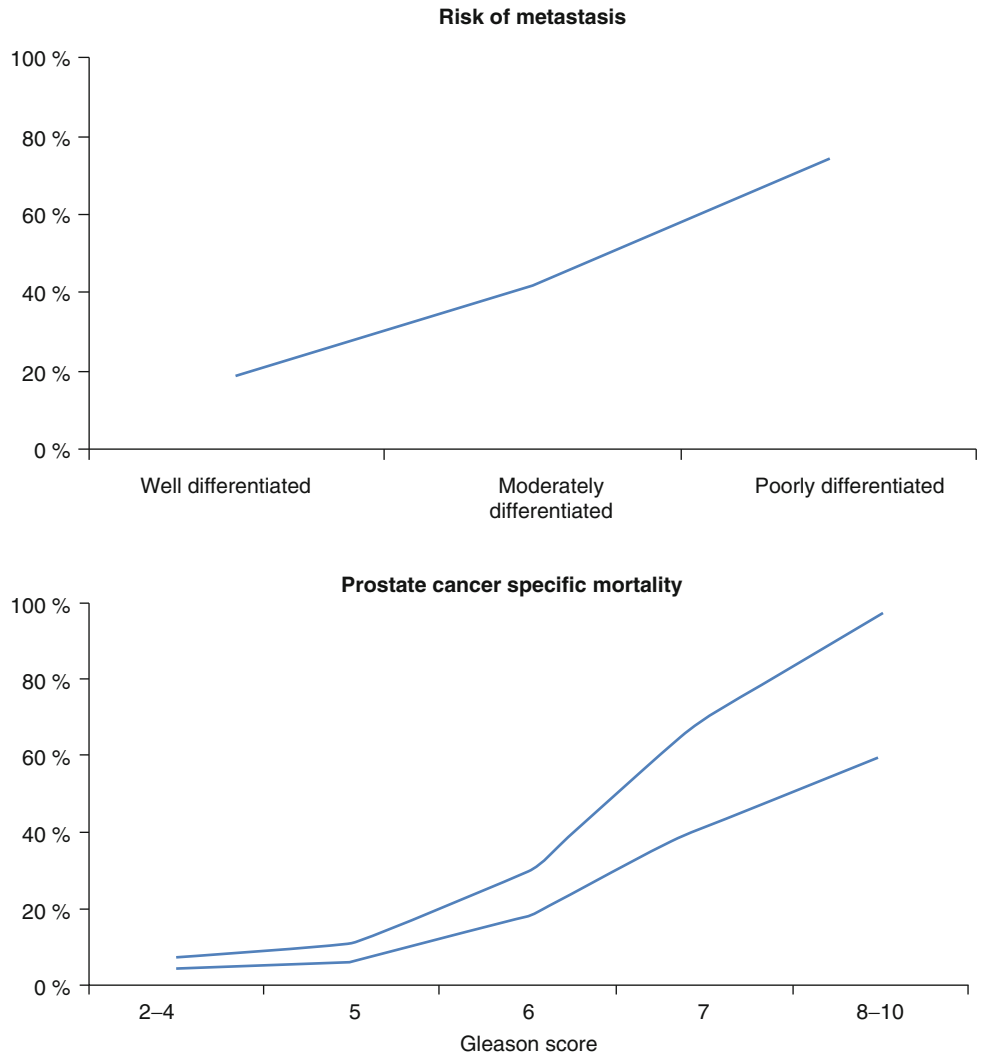 Risk of metastasis
100 %
80 %
60 %
40 %
20 %
0 %
Well differentiated
Moderately
differentiated
Poorly differentiated
Prostate cancer specific mortality
100 %
80 %
60 %
40 %
20 %
0 %
2–4
5
6
7
8–10
Gleason score